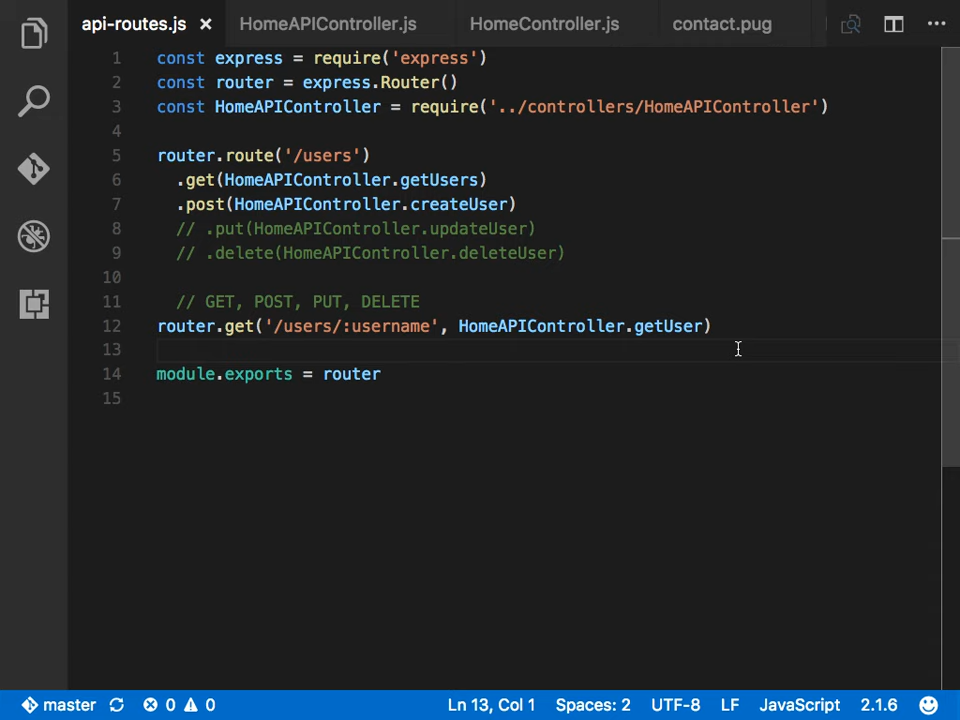 api-routes.js HomeAPIController.js HomeController.js contact.pug
1 const express = require('express')
2 const router = express.Router()
3 const HomeAPIController = require('../controllers/HomeAPIController')
4
5 router.route('/users')
6 .get(HomeAPIController.getUsers)
7 .post(HomeAPIController.createUser)
8 // .put(HomeAPIController.updateUser)
9 // .delete(HomeAPIController.deleteUser)
10
11 // GET, POST, PUT, DELETE
12 router.get('/users/:username', HomeAPIController.getUser)
13
14 module.exports = router
15
master 0 0 Ln 13, Col 1 Spaces: 2 UTF-8 LF JavaScript 2.1.6